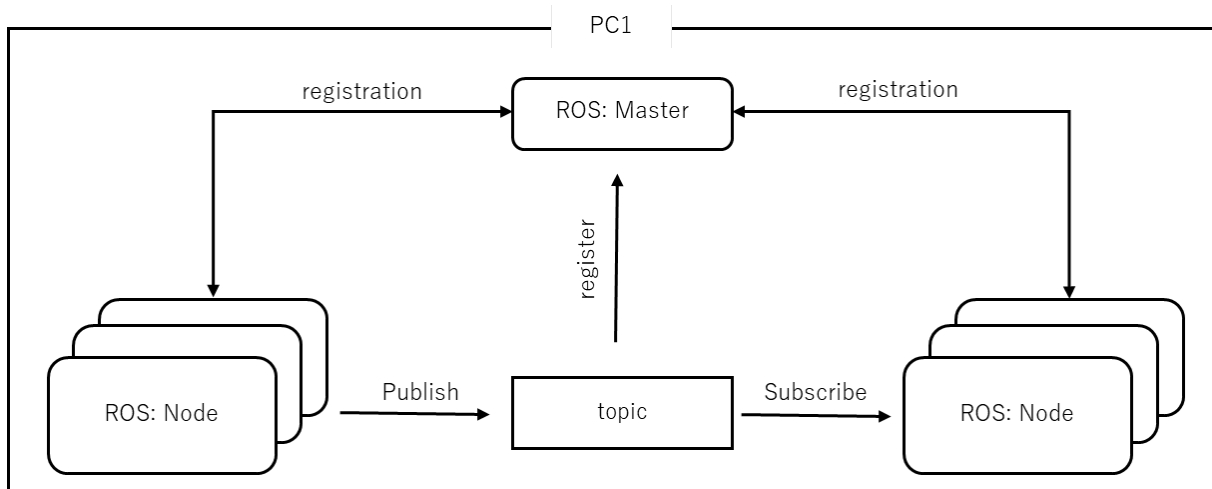 PC1
registration
ROS: Master
registration
register
ROS: Node
Publish
topic
Subscribe
ROS: Node